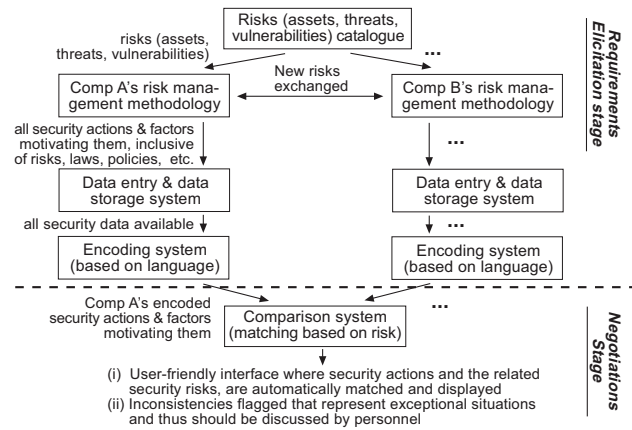 Risks (assets, threats,
vulnerabilities) catalogue
risks (assets,
threats, vulnerabilities)
...
Comp A's risk mana-
gement methodology
New risks
exchanged
Comp B's risk mana-
gement methodology
all security actions & factors
motivating them, inclusive
of risks, laws, policies, etc.
...
Data entry & data
storage system
Data entry & data
storage system
all security data available
...
Encoding system
(based on language)
Encoding system
(based on language)
Requirements
Elicitation stage
Comp A's encoded
security actions & factors
motivating them
...
Comparison system
(matching based on risk)
(i) User-friendly interface where security actions and the related
security risks, are automatically matched and displayed
(ii) Inconsistencies flagged that represent exceptional situations
and thus should be discussed by personnel
Negotiations
Stage